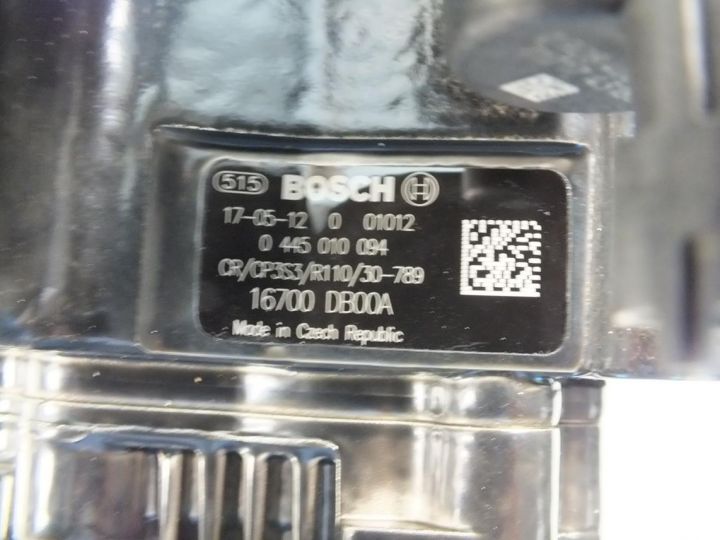 515 BOSCH
17-05-12 0 01012
0 445 010 094
CR/CP3S3/R110/30-789
16700 DB00A
Made in Czech Republic